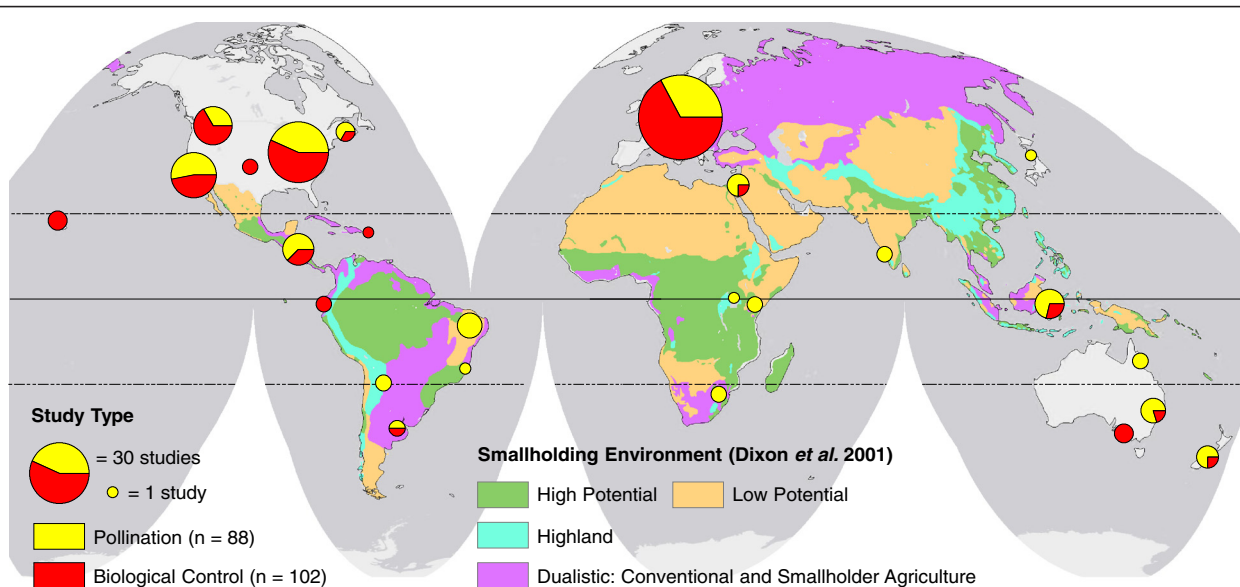 Study Type
= 30 studies
= 1 study
Pollination (n = 88)
Biological Control (n = 102)
Smallholding Environment (Dixon et al. 2001)
High Potential
Low Potential
Highland
Dualistic: Conventional and Smallholder Agriculture